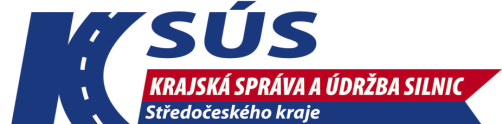 KSÚS
KRAJSKÁ SPRÁVA A ÚDRŽBA SILNIC
Středočeského kraje